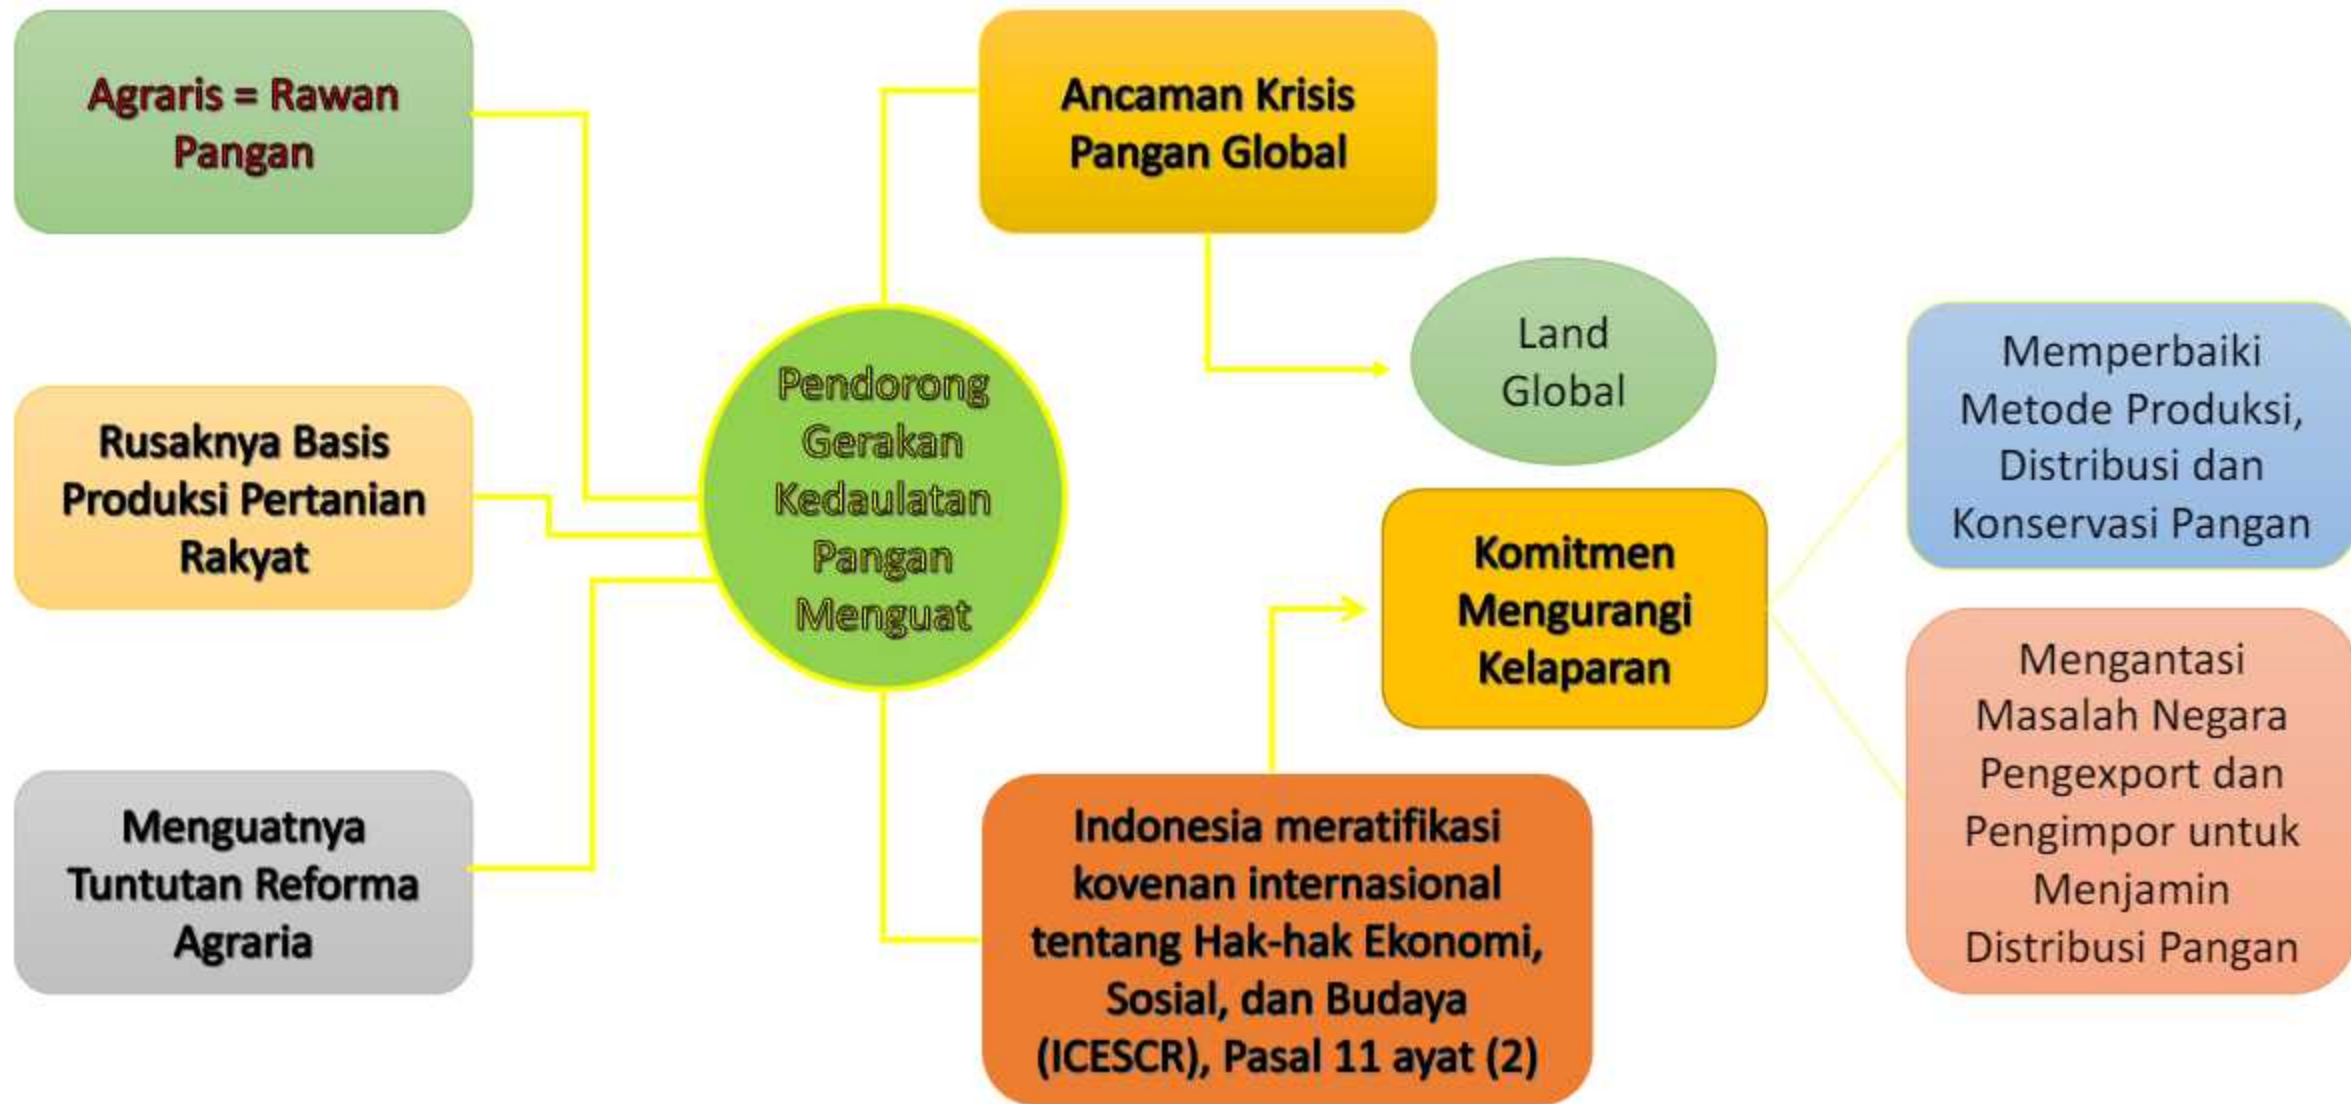 Agraris = Rawan
Pangan
Ancaman Krisis
Pangan Global
Land
Global
Rusaknya Basis
Produksi Pertanian
Rakyat
Pendorong
Gerakan
Kedaulatan
Pangan
Menguat
Memperbaiki
Metode Produksi,
Distribusi dan
Konservasi Pangan
Komitmen
Mengurangi
Kelaparan
Mengantasi
Masalah Negara
Pengexport dan
Pengimpor untuk
Menjamin
Distribusi Pangan
Menguatnya
Tuntutan Reforma
Agraria
Indonesia meratifikasi
kovenan internasional
tentang Hak-hak Ekonomi,
Sosial, dan Budaya
(ICESCR), Pasal 11 ayat (2)